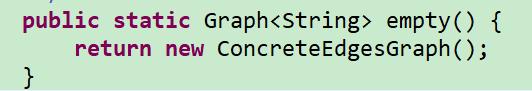 public static Graph<String> empty() {
    return new ConcreteEdgesGraph();
}